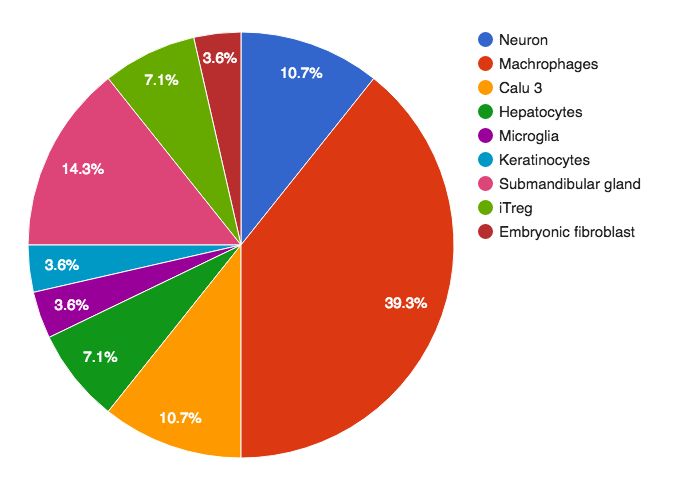 Neuron
Machrophages
Calu 3
Hepatocytes
Microglia
Keratinocytes
Submandibular gland
iTreg
Embryonic fibroblast
3.6%
10.7%
7.1%
14.3%
3.6%
39.3%
3.6%
7.1%
10.7%